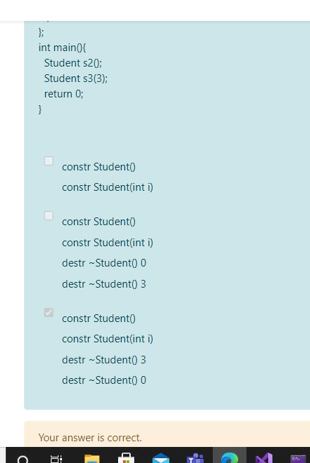 };
int main(){
Student s2();
Student s3(3);
return 0;
}
constr Student()
constr Student(int i)
constr Student()
constr Student(int i)
destr ~Student() 0
destr ~Student() 3
constr Student()
constr Student(int i)
destr ~Student() 3
destr ~Student() 0
Your answer is correct.